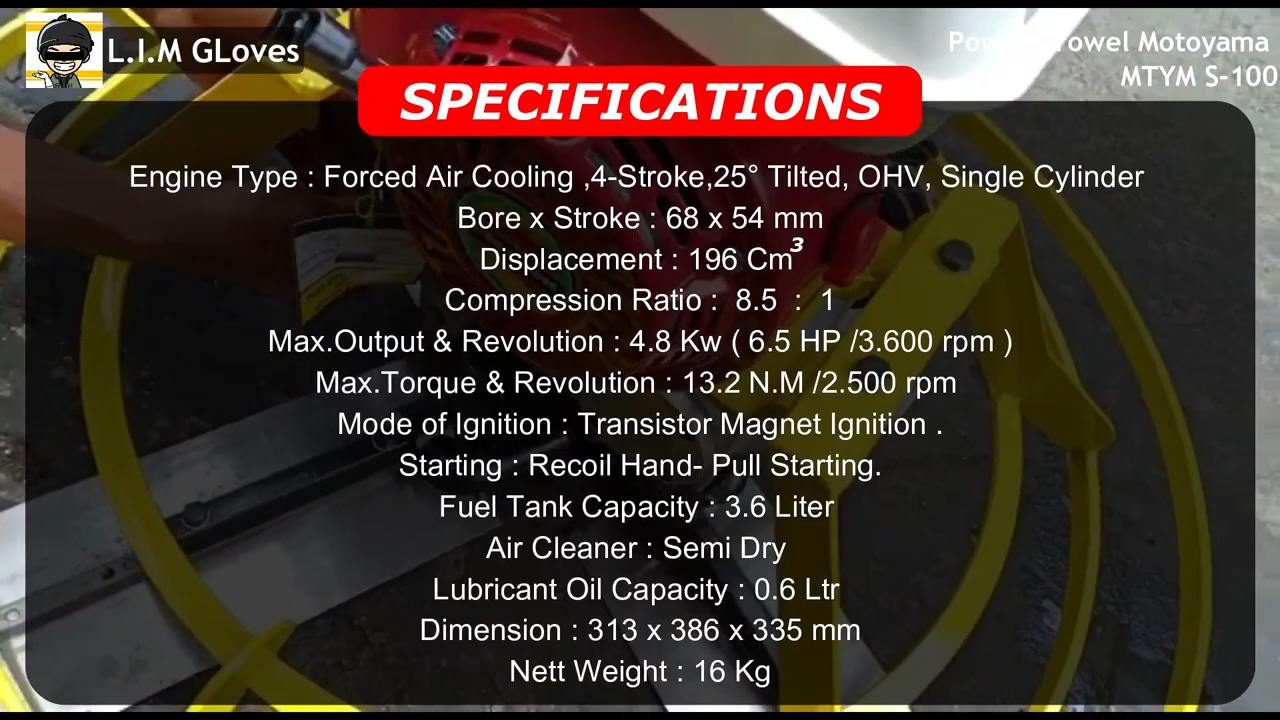 L.I.M GLoves
Trowel Motoyama
MTYM S-100
SPECIFICATIONS
Engine Type : Forced Air Cooling ,4-Stroke,25° Tilted, OHV, Single Cylinder
Bore x Stroke : 68 x 54 mm
Displacement : 196 Cm³
Compression Ratio : 8.5 : 1
Max.Output & Revolution : 4.8 Kw ( 6.5 HP /3.600 rpm )
Max.Torque & Revolution : 13.2 N.M /2.500 rpm
Mode of Ignition : Transistor Magnet Ignition .
Starting : Recoil Hand- Pull Starting.
Fuel Tank Capacity : 3.6 Liter
Air Cleaner : Semi Dry
Lubricant Oil Capacity : 0.6 Ltr
Dimension : 313 x 386 x 335 mm
Nett Weight : 16 Kg